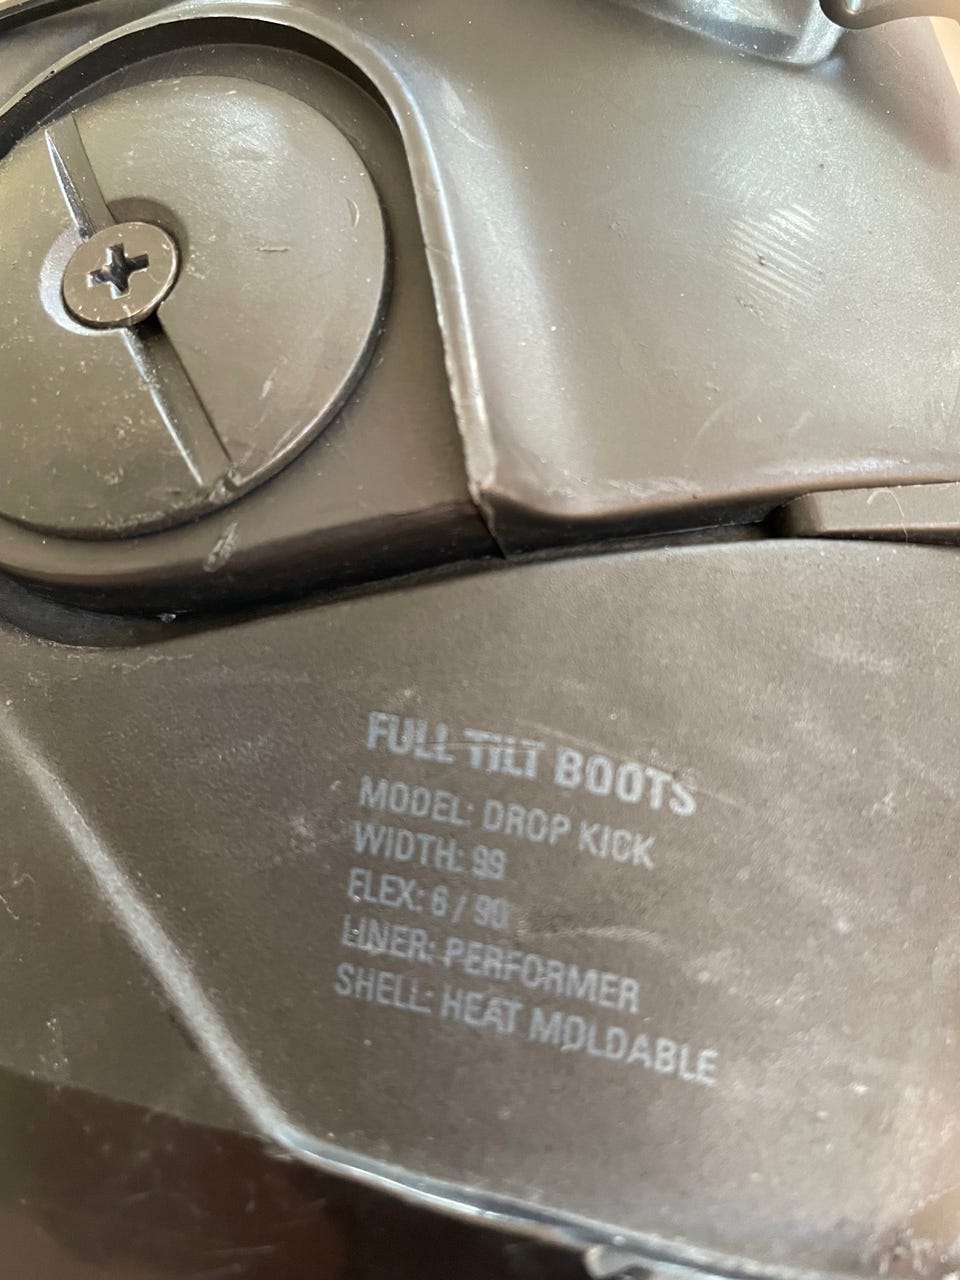 FULL TILT BOOTS
MODEL: DROP KICK
WIDTH: 99
FLEX: 6 / 90
LINER: PERFORMER
SHELL: HEAT MOLDABLE